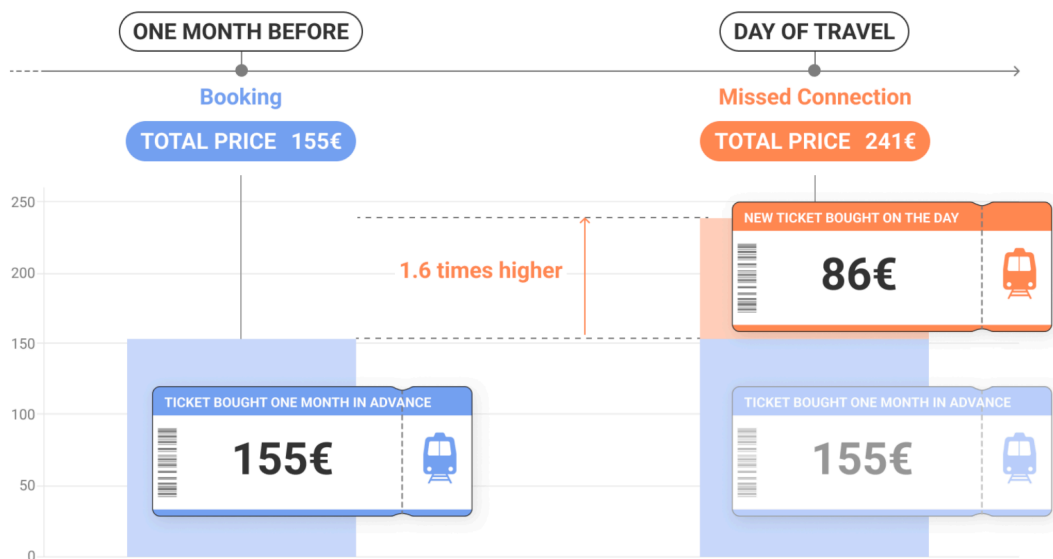 ONE MONTH BEFORE
DAY OF TRAVEL
Booking
Missed Connection
TOTAL PRICE 155€
TOTAL PRICE 241€
250
NEW TICKET BOUGHT ON THE DAY
86€
200
1.6 times higher
150
100
TICKET BOUGHT ONE MONTH IN ADVANCE
155€
TICKET BOUGHT ONE MONTH IN ADVANCE
155€
50
0